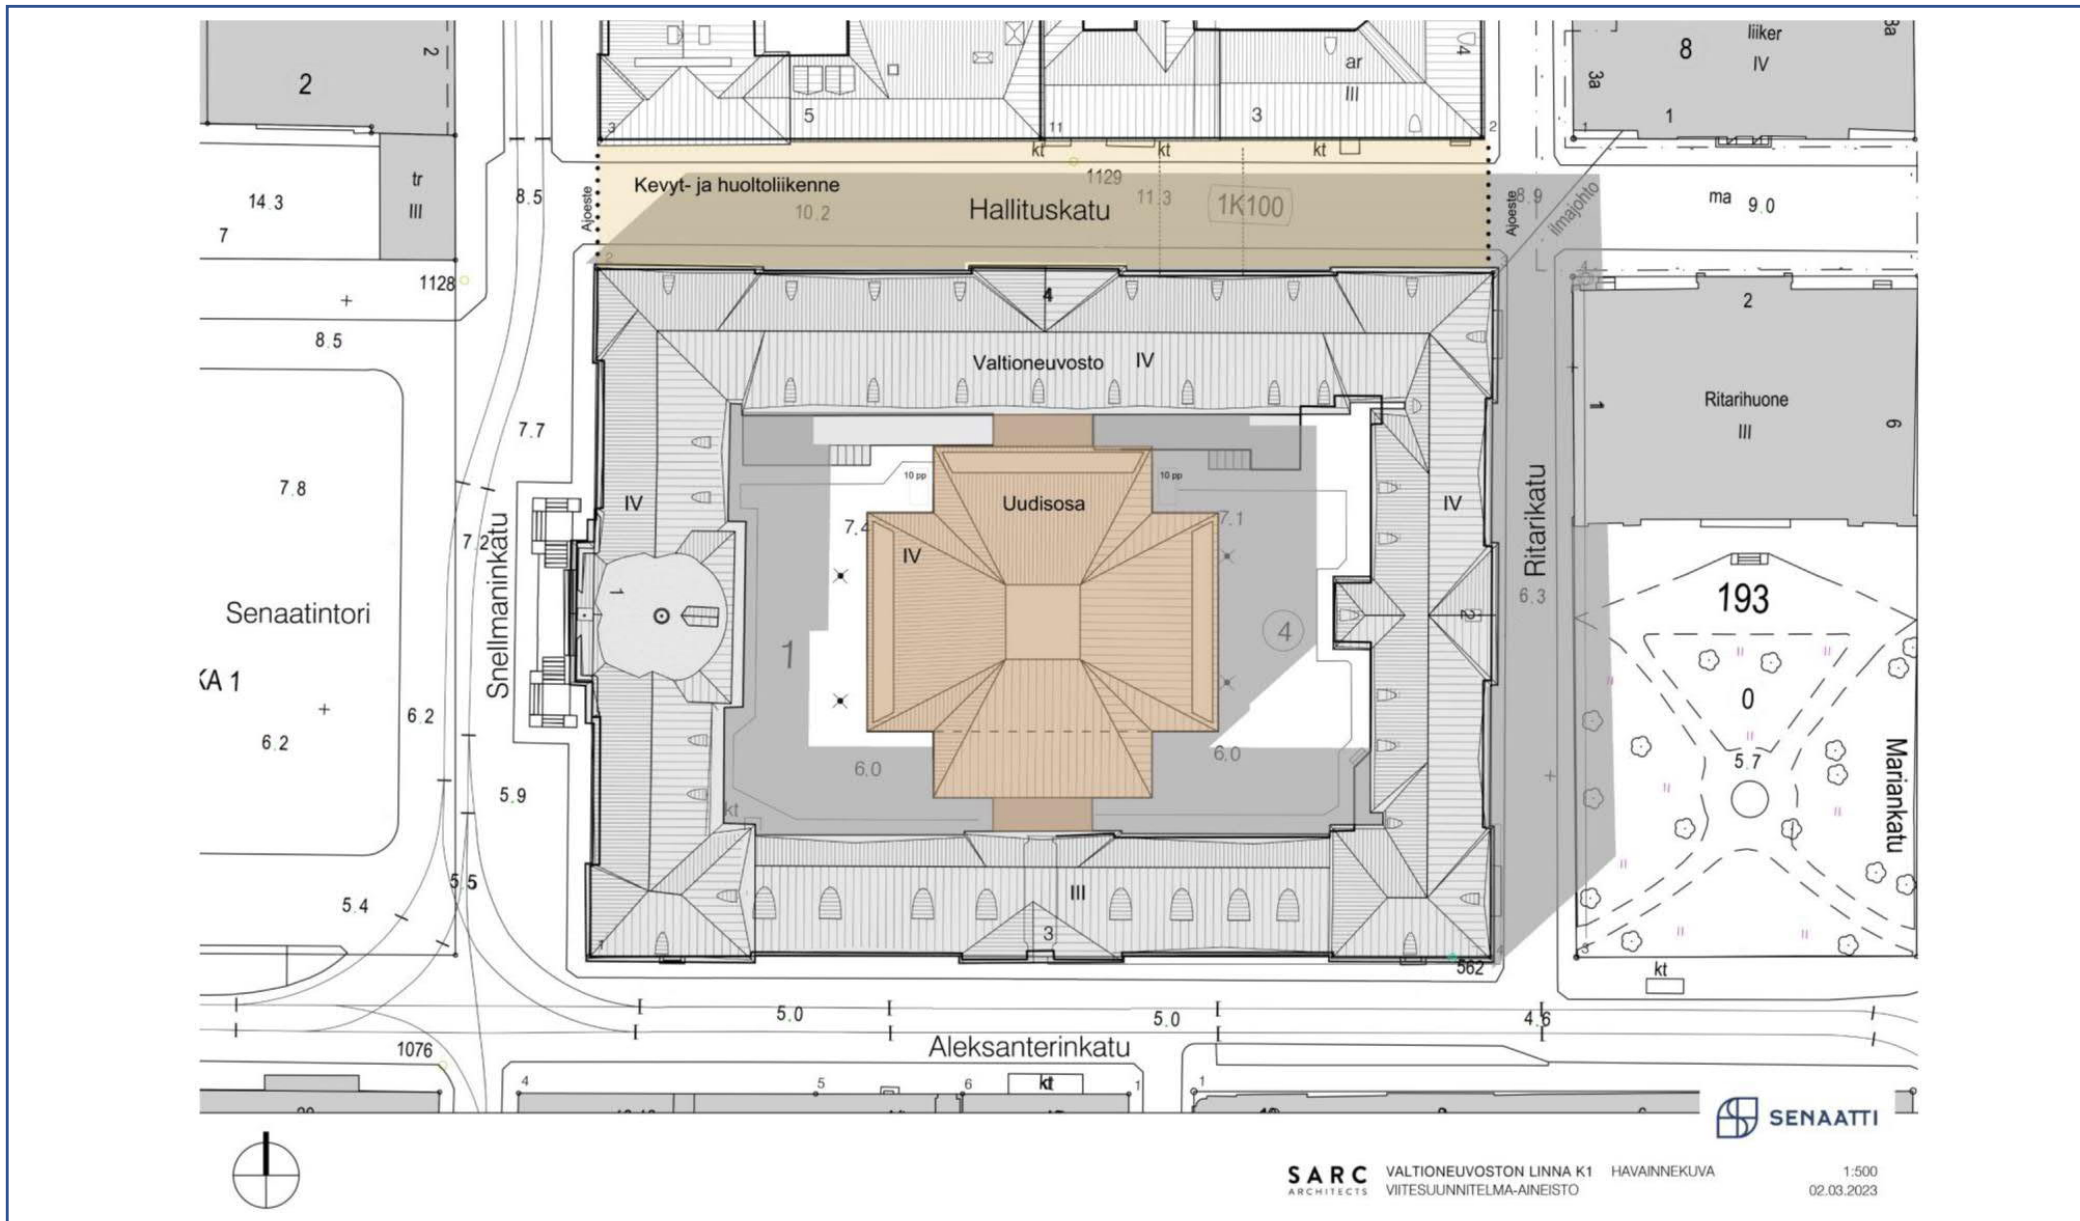 2
2
5
3
11
ar
III
3
4
2
liiker
8
IV
3a
1
1
tr
III
14.3
7
8.5
Kevyt- ja huoltoliikenne
Ajoeste
10.2
Hallituskatu
kt
1129
kt
11.3
1K100
kt
Ajoeste
8.9
ilmajohto
ma
9.0
1128
8.5
2
4
Valtioneuvosto
IV
2
Ritarihuone
III
1
6
7.7
7.8
IV
10 pp
Uudisosa
10 pp
IV
7.4
IV
7.1
7.2
Snellmaninkatu
Senaatintori
KA 1
6.2
6.2
1
1
4
2
Ritarikatu
6.3
193
0
5.7
Mariankatu
6.0
6.0
kt
5.9
5.5
5.4
III
3
1
4
562
3
kt
5.0
5.0
4.6
Aleksanterinkatu
1076
4
5
6
kt
1
1
SENAATTI
SARC
ARCHITECTS
VALTIONEUVOSTON LINNA K1 HAVAINNEKUVA
1:500
VIITESUUNNITELMA-AINEISTO
02.03.2023